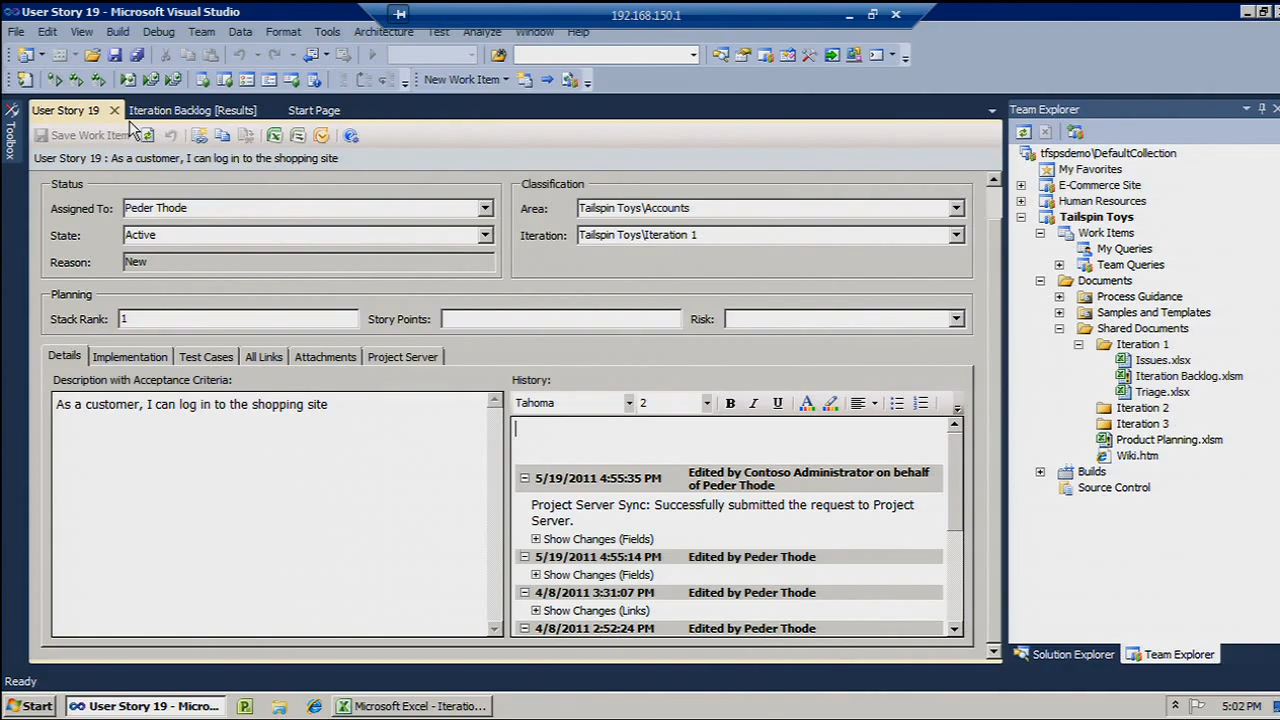 User Story 19 - Microsoft Visual Studio
192.168.150.1
File Edit View Build Debug Team Data Format Tools Architecture Test Analyze Window Help
New Work Item
User Story 19 Iteration Backlog [Results] Start Page
Save Work Item
User Story 19 : As a customer, I can log in to the shopping site
Status
Assigned To: Peder Thode
State: Active
Reason: New
Classification
Area: Tailspin Toys\Accounts
Iteration: Tailspin Toys\Iteration 1
Planning
Stack Rank: 1 Story Points: Risk:
Details Implementation Test Cases All Links Attachments Project Server
Description with Acceptance Criteria:
As a customer, I can log in to the shopping site
History:
Tahoma 2 B I U A
5/19/2011 4:55:35 PM Edited by Contoso Administrator on behalf
of Peder Thode
Project Server Sync: Successfully submitted the request to Project
Server.
Show Changes (Fields)
5/19/2011 4:55:14 PM Edited by Peder Thode
Show Changes (Fields)
4/8/2011 3:31:07 PM Edited by Peder Thode
Show Changes (Links)
4/8/2011 2:52:24 PM Edited by Peder Thode
Toolbox
Team Explorer
tfspsdemo\DefaultCollection
My Favorites
E-Commerce Site
Human Resources
Tailspin Toys
Work Items
My Queries
Team Queries
Documents
Process Guidance
Samples and Templates
Shared Documents
Iteration 1
Issues.xlsx
Iteration Backlog.xlsm
Triage.xlsx
Iteration 2
Iteration 3
Product Planning.xlsm
Wiki.htm
Builds
Source Control
Solution Explorer Team Explorer
Ready
Start User Story 19 - Micro... Microsoft Excel - Iteratio... 5:02 PM